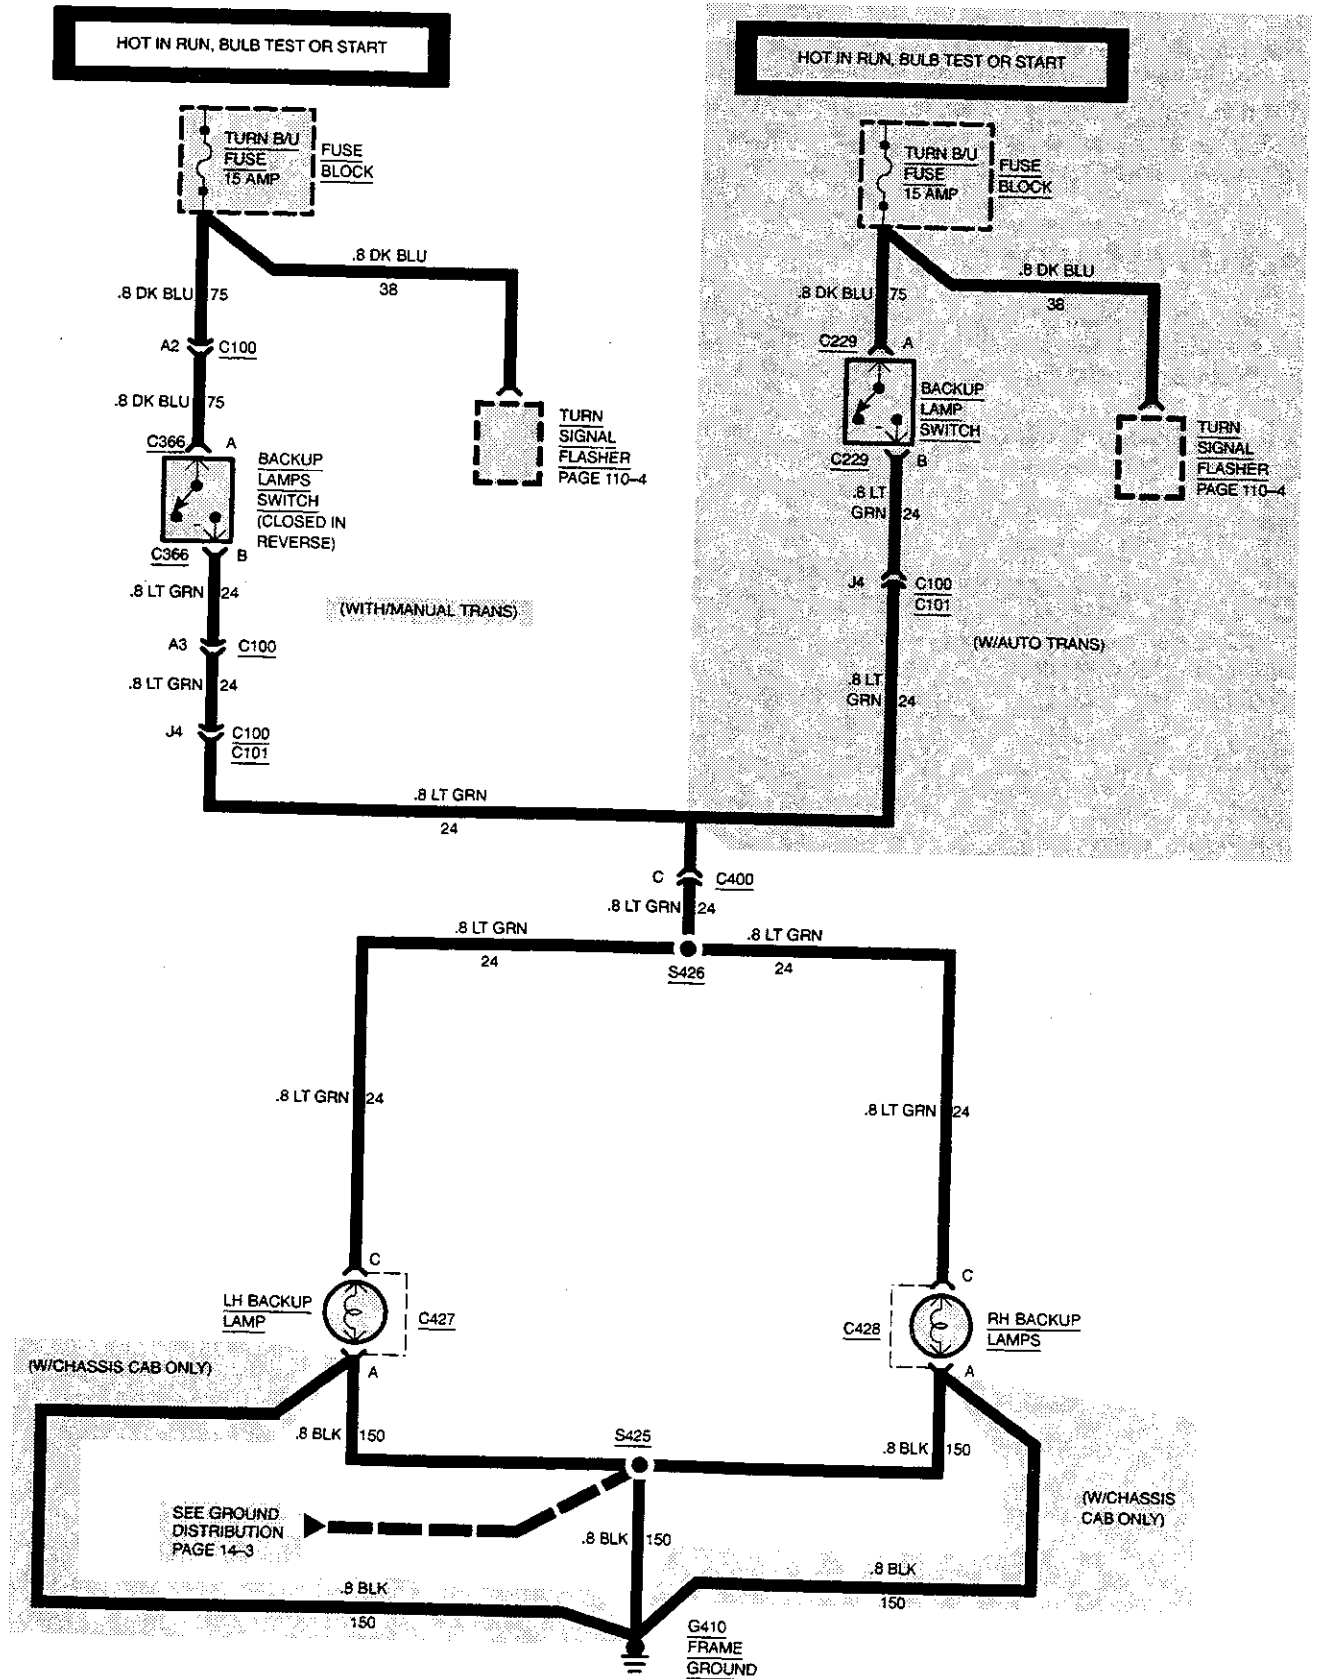 HOT IN RUN, BULB TEST OR START
TURN B/U
FUSE
15 AMP
FUSE
BLOCK
.8 DK BLU
38
.8 DK BLU 75
A2 C100
.8 DK BLU 75
C366 A
BACKUP
LAMPS
SWITCH
(CLOSED IN
REVERSE)
TURN
SIGNAL
FLASHER
PAGE 110-4
C366 B
.8 LT GRN 24
(WITH/MANUAL TRANS)
A3 C100
.8 LT GRN 24
J4 C100
C101
.8 LT GRN
24
HOT IN RUN, BULB TEST OR START
TURN B/U
FUSE
15 AMP
FUSE
BLOCK
.8 DK BLU
38
.8 DK BLU 75
C229 A
BACKUP
LAMP
SWITCH
TURN
SIGNAL
FLASHER
PAGE 110-4
C229 B
.8 LT
GRN 24
J4 C100
C101
(W/AUTO TRANS)
.8 LT
GRN 24
C C400
.8 LT GRN 24
.8 LT GRN
24
S426
.8 LT GRN
24
.8 LT GRN 24
.8 LT GRN 24
C
LH BACKUP
LAMP
C427
A
C
C428
RH BACKUP
LAMPS
A
(W/CHASSIS CAB ONLY)
.8 BLK 150
S425
.8 BLK 150
(W/CHASSIS
CAB ONLY)
SEE GROUND
DISTRIBUTION
PAGE 14-3
.8 BLK 150
.8 BLK
150
.8 BLK
150
G410
FRAME
GROUND